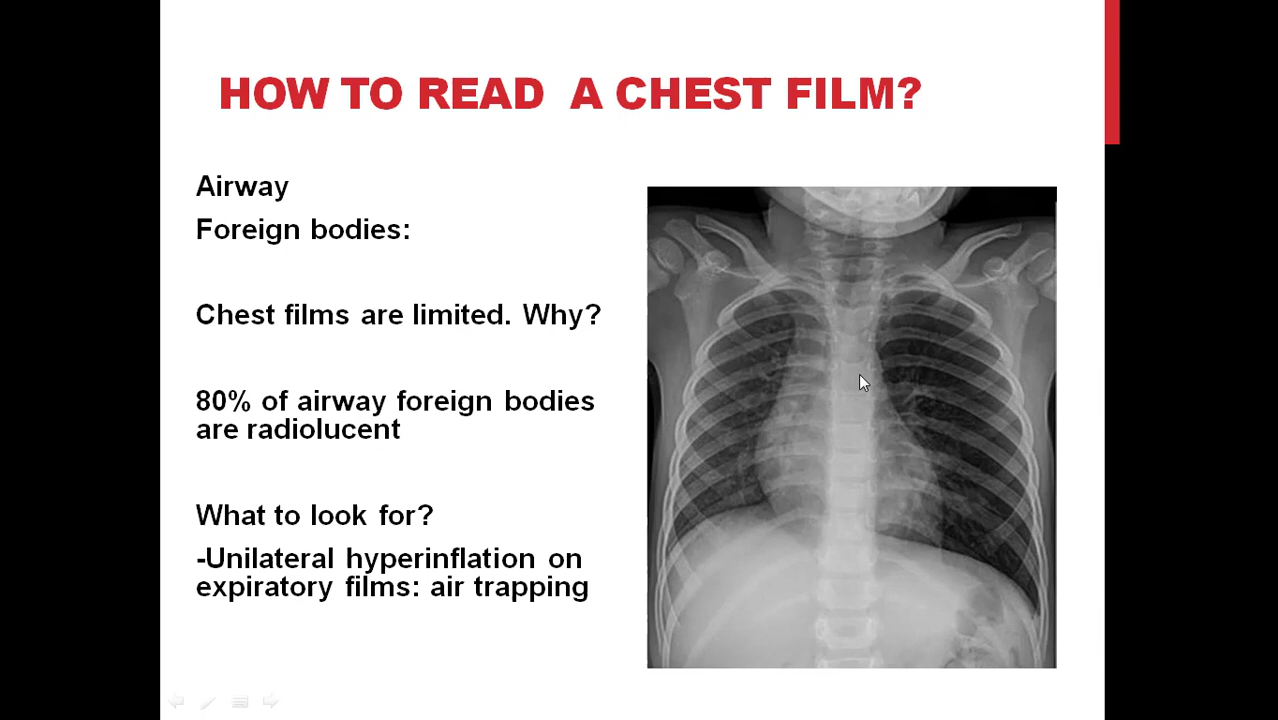 HOW TO READ A CHEST FILM?
Airway
Foreign bodies:
Chest films are limited. Why?
80% of airway foreign bodies
are radiolucent
What to look for?
-Unilateral hyperinflation on
expiratory films: air trapping